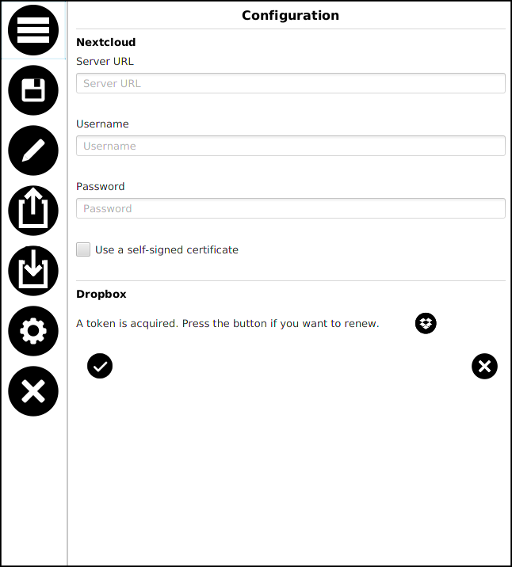 Configuration
Nextcloud
Server URL
Server URL
Username
Username
Password
Password
Use a self-signed certificate
Dropbox
A token is acquired. Press the button if you want to renew.